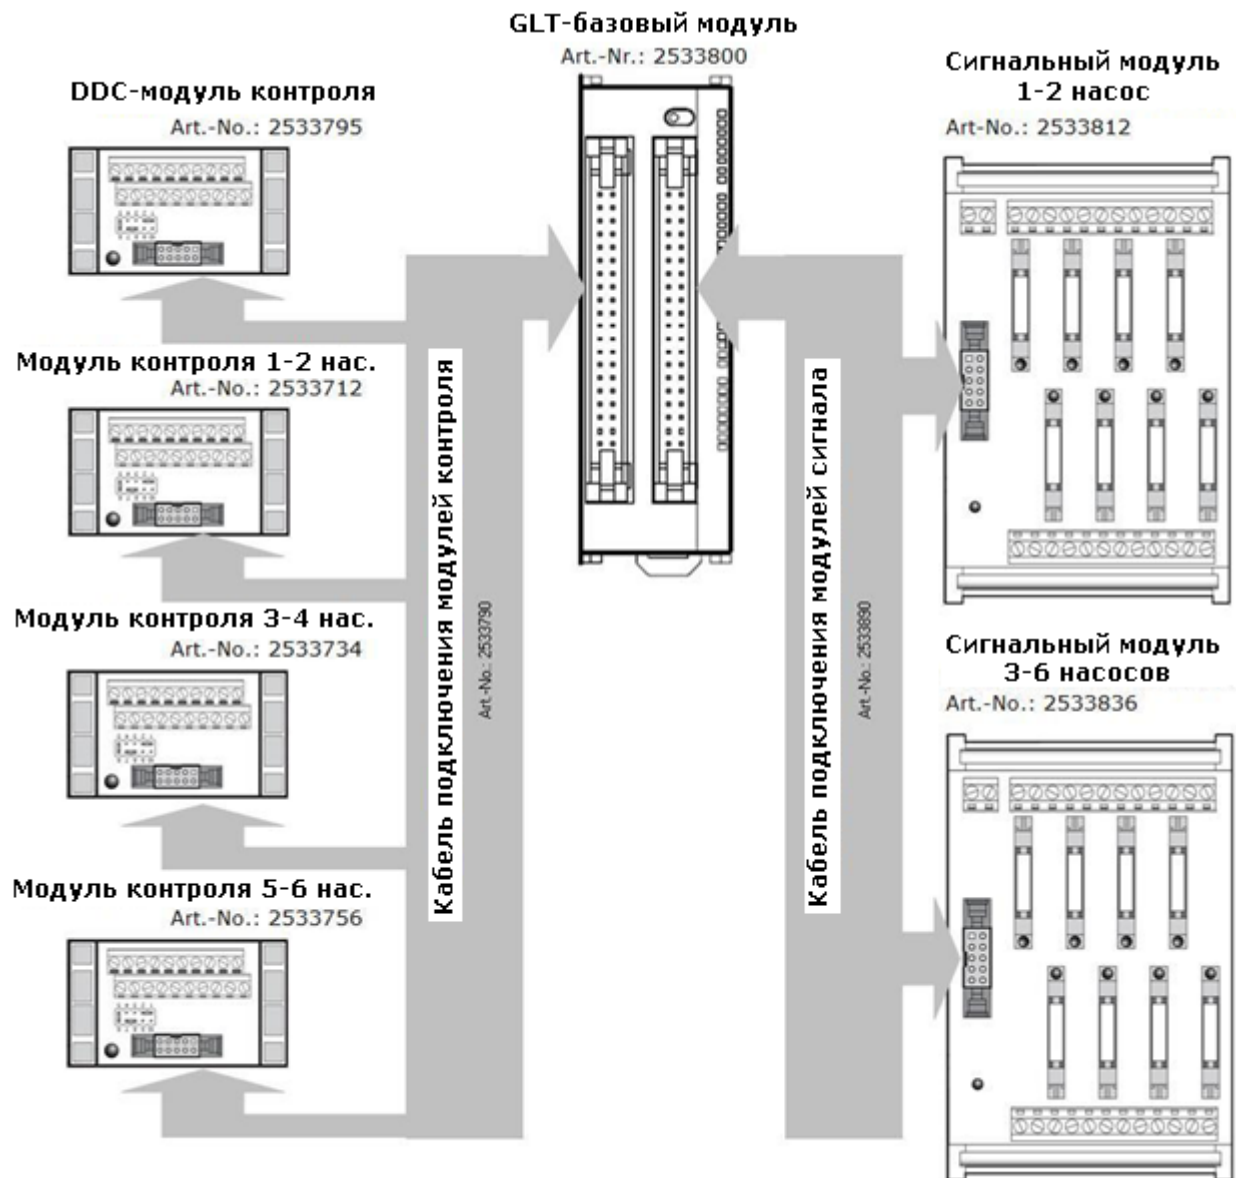 GLT-базовый модуль
Art.-Nr.: 2533800
DDC-модуль контроля
Art.-No.: 2533795
Модуль контроля 1-2 нас.
Art.-No.: 2533712
Модуль контроля 3-4 нас.
Art.-No.: 2533734
Модуль контроля 5-6 нас.
Art.-No.: 2533756
Кабель подключения модулей контроля
Art.-No.: 2533790
Кабель подключения модулей сигнала
Art.-No.: 2533890
Сигнальный модуль
1-2 насос
Art-No.: 2533812
Сигнальный модуль
3-6 насосов
Art.-No.: 2533836